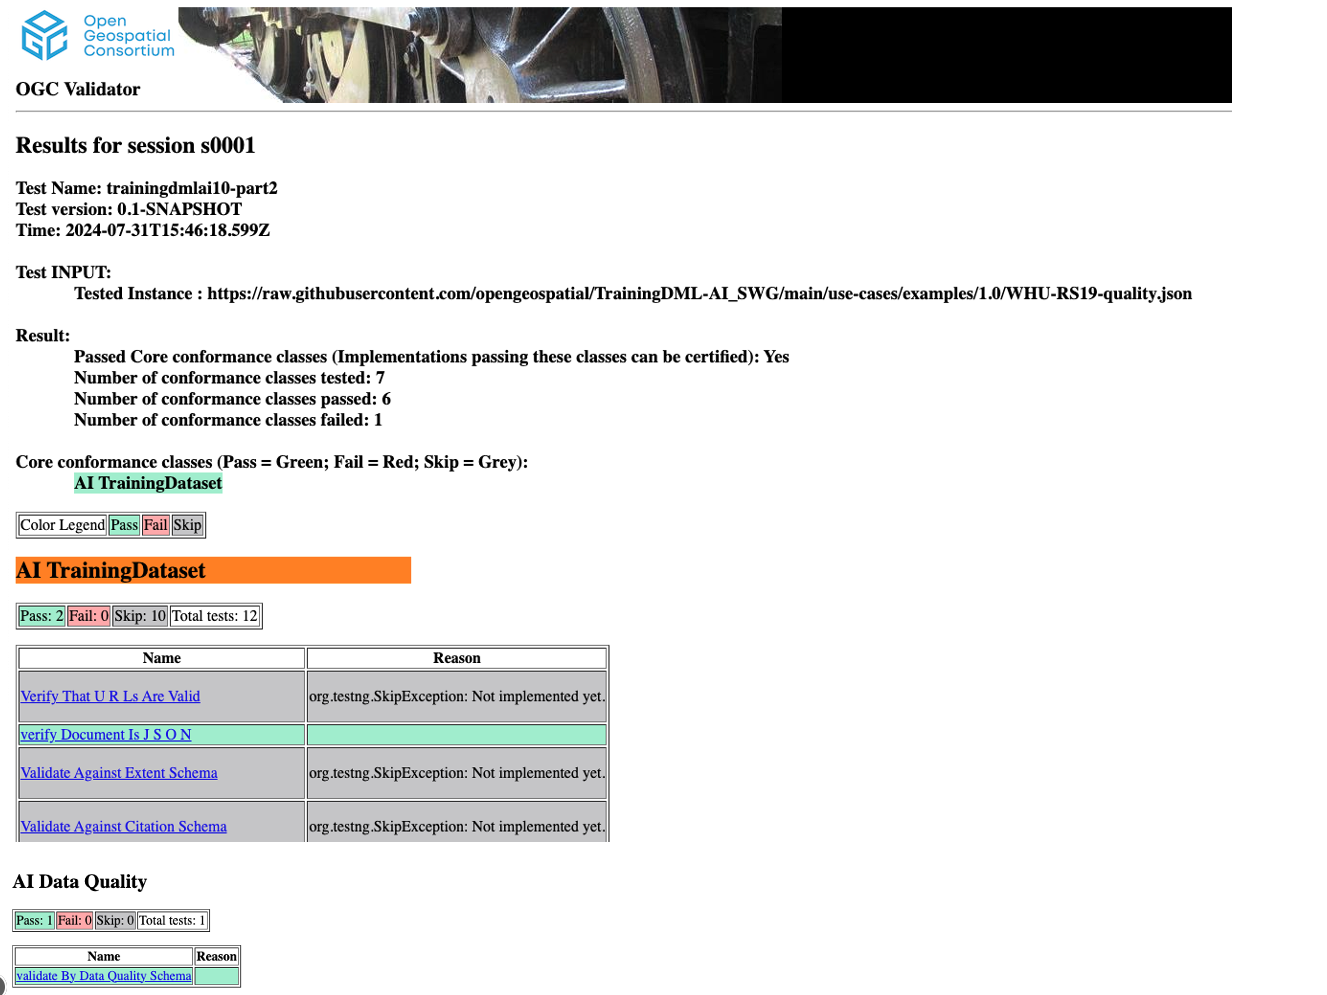 Open
Geospatial
Consortium
OGC Validator
Results for session s0001
Test Name: trainingdmlai10-part2
Test version: 0.1-SNAPSHOT
Time: 2024-07-31T15:46:18.599Z
Test INPUT:
Tested Instance : https://raw.githubusercontent.com/opengeospatial/TrainingDML-AI_SWG/main/use-cases/examples/1.0/WHU-RS19-quality.json
Result:
Passed Core conformance classes (Implementations passing these classes can be certified): Yes
Number of conformance classes tested: 7
Number of conformance classes passed: 6
Number of conformance classes failed: 1
Core conformance classes (Pass = Green; Fail = Red; Skip = Grey):
AI TrainingDataset
Color Legend Pass Fail Skip
AI TrainingDataset
Pass: 2 Fail: 0 Skip: 10 Total tests: 12
Name Reason
Verify That U R Ls Are Valid org.testng.SkipException: Not implemented yet.
verify Document Is J S O N
Validate Against Extent Schema org.testng.SkipException: Not implemented yet.
Validate Against Citation Schema org.testng.SkipException: Not implemented yet.
AI Data Quality
Pass: 1 Fail: 0 Skip: 0 Total tests: 1
Name Reason
validate By Data Quality Schema